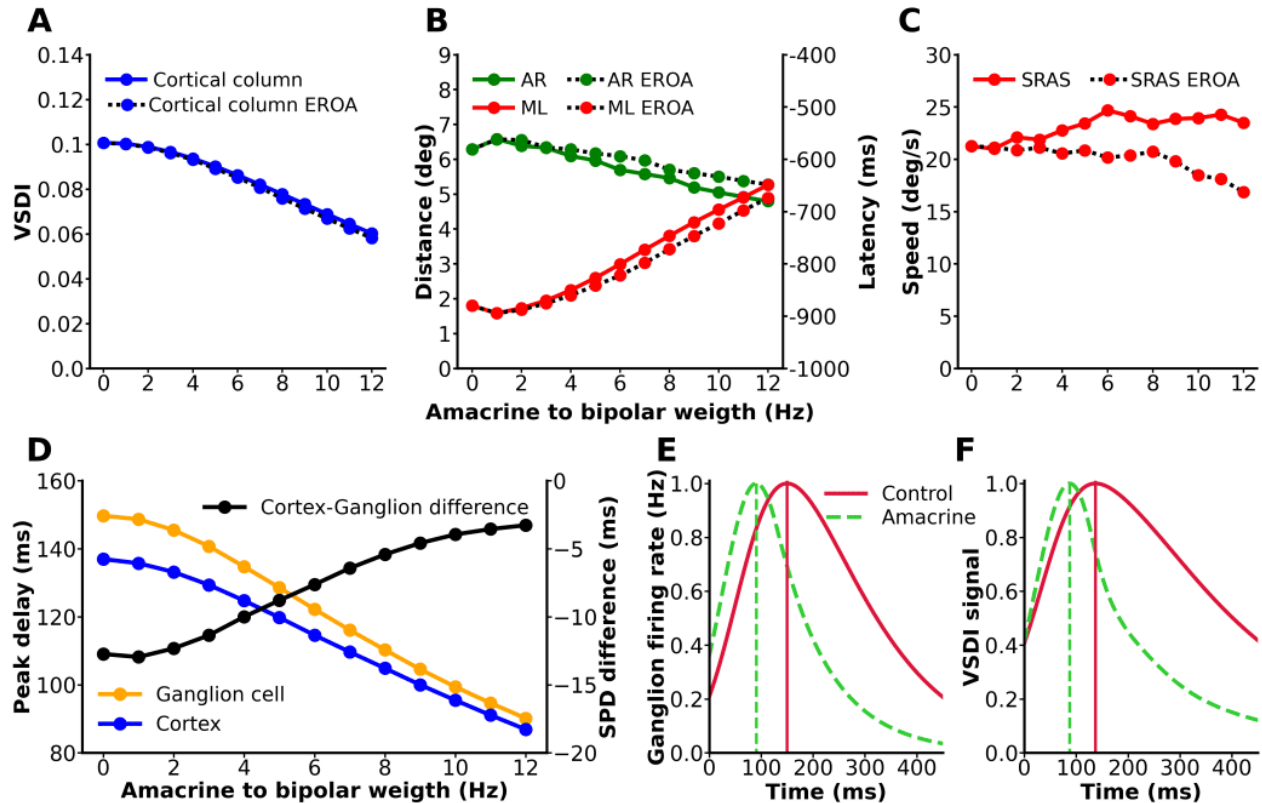 A
B
C
0.14
0.12
0.1
0.08
0.06
0.04
0.02
0.0
VSDI
Cortical column
Cortical column EROA
0 2 4 6 8 10 12
9
8
7
6
5
4
3
2
1
0
Distance (deg)
AR
AR EROA
ML
ML EROA
-400
-500
-600
-700
-800
-900
-1000
Latency (ms)
0 2 4 6 8 10 12
30
25
20
15
10
5
0
Speed (deg/s)
SRAS
SRAS EROA
0 2 4 6 8 10 12
Amacrine to bipolar weigth (Hz)
D
E
F
160
140
120
100
80
Peak delay (ms)
Cortex-Ganglion difference
Ganglion cell
Cortex
0
−5
−10
−15
−20
SPD difference (ms)
0 2 4 6 8 10 12
Amacrine to bipolar weigth (Hz)
1.0
0.8
0.6
0.4
0.2
0.0
Ganglion firing rate (Hz)
Control
Amacrine
0 100 200 300 400
Time (ms)
1.0
0.8
0.6
0.4
0.2
0.0
VSDI signal
0 100 200 300 400
Time (ms)